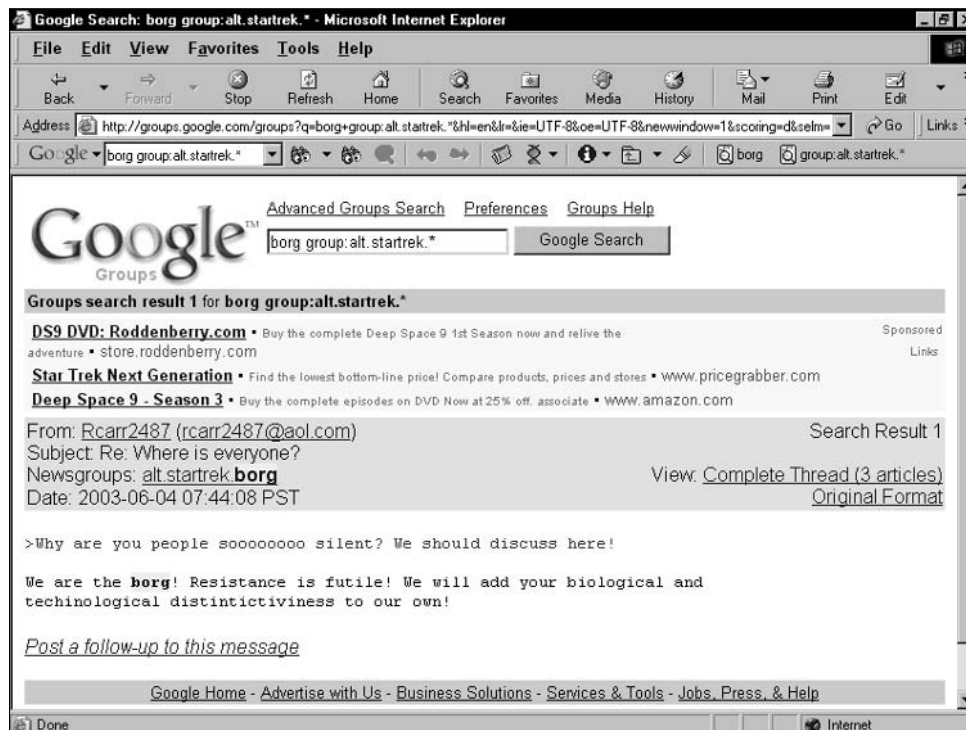 Google Search: borg group:alt.startrek.* - Microsoft Internet Explorer
File Edit View Favorites Tools Help
Back Forward Stop Refresh Home Search Favorites Media History Mail Print Edit
Address http://groups.google.com/groups?q=borg+group:alt.startrek.*&hl=en&lr=&ie=UTF-8&oe=UTF-8&newwindow=1&scoring=d&selm= Go Links
Google borg group:alt.startrek.* borg group:alt.startrek.*
Advanced Groups Search Preferences Groups Help
Google™
Groups
borg group:alt.startrek.* Google Search
Groups search result 1 for borg group:alt.startrek.*
DS9 DVD: Roddenberry.com • Buy the complete Deep Space 9 1st Season now and relive the
adventure • store.roddenberry.com
Sponsored
Links
Star Trek Next Generation • Find the lowest bottom-line price! Compare products, prices and stores • www.pricegrabber.com
Deep Space 9 - Season 3 • Buy the complete episodes on DVD Now at 25% off. associate • www.amazon.com
From: Rcarr2487 (rcarr2487@aol.com) Search Result 1
Subject: Re: Where is everyone?
Newsgroups: alt.startrek.borg View: Complete Thread (3 articles)
Date: 2003-06-04 07:44:08 PST Original Format
>Why are you people soooooooo silent? We should discuss here!
We are the borg! Resistance is futile! We will add your biological and
techinological distintictiviness to our own!
Post a follow-up to this message
Google Home - Advertise with Us - Business Solutions - Services & Tools - Jobs, Press, & Help
Done Internet